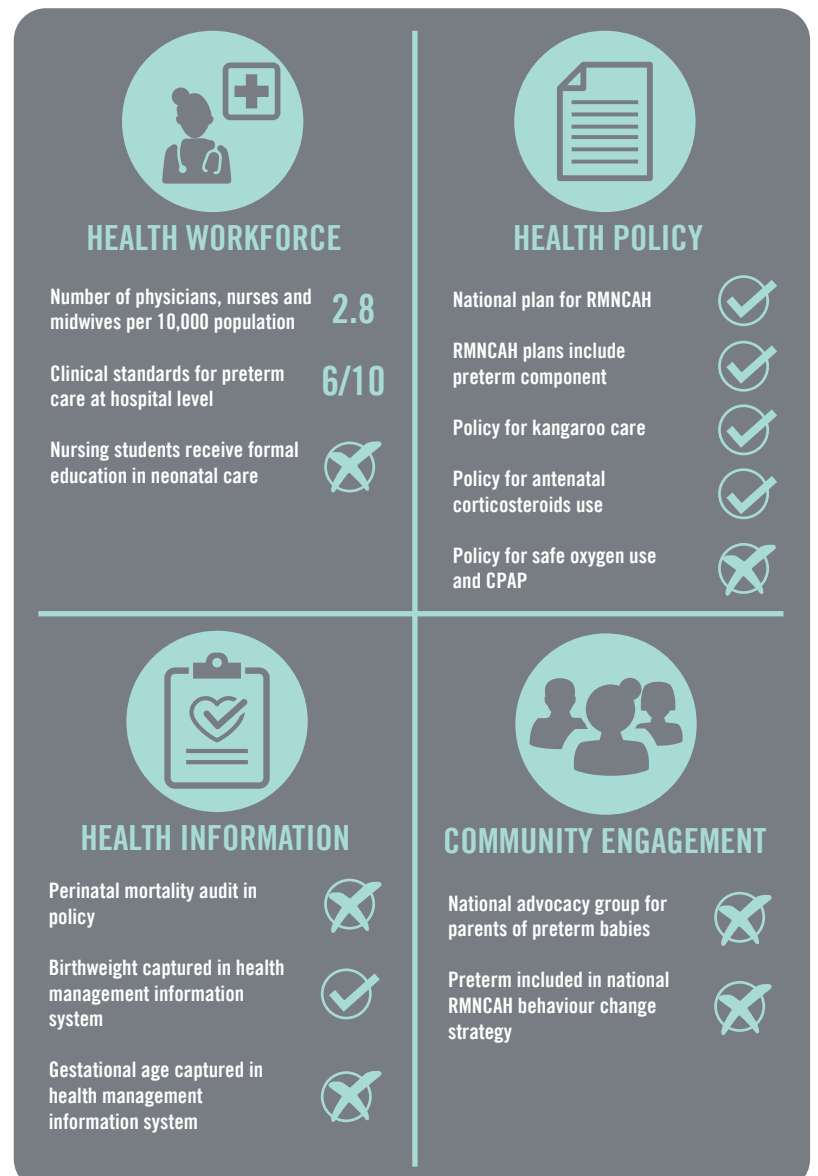 HEALTH WORKFORCE
Number of physicians, nurses and
midwives per 10,000 population
2.8
Clinical standards for preterm
care at hospital level
6/10
Nursing students receive formal
education in neonatal care
HEALTH POLICY
National plan for RMNCAH
RMNCAH plans include
preterm component
Policy for kangaroo care
Policy for antenatal
corticosteroids use
Policy for safe oxygen use
and CPAP
HEALTH INFORMATION
Perinatal mortality audit in
policy
Birthweight captured in health
management information
system
Gestational age captured in
health management
information system
COMMUNITY ENGAGEMENT
National advocacy group for
parents of preterm babies
Preterm included in national
RMNCAH behaviour change
strategy